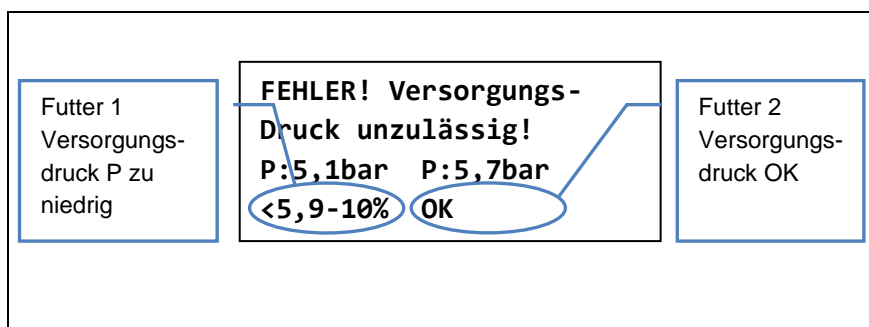 Futter 1
Versorgungs-
druck P zu
niedrig
FEHLER! Versorgungs-
Druck unzulässig!
P:5,1bar P:5,7bar
<5,9-10% OK
Futter 2
Versorgungs-
druck OK